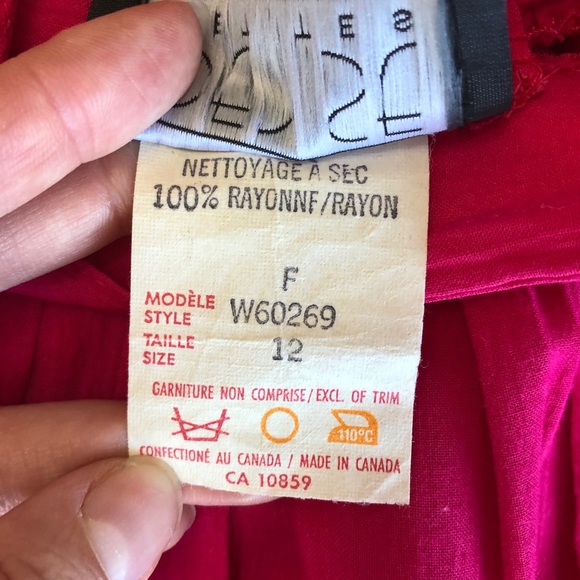 NETTOYAGE À SEC
100% RAYONNF/RAYON
F
MODÈLE
STYLE W60269
TAILLE
SIZE 12
GARNITURE NON COMPRISE/EXCL. OF TRIM
110°C
CONFECTIONÉ AU CANADA / MADE IN CANADA
CA 10859